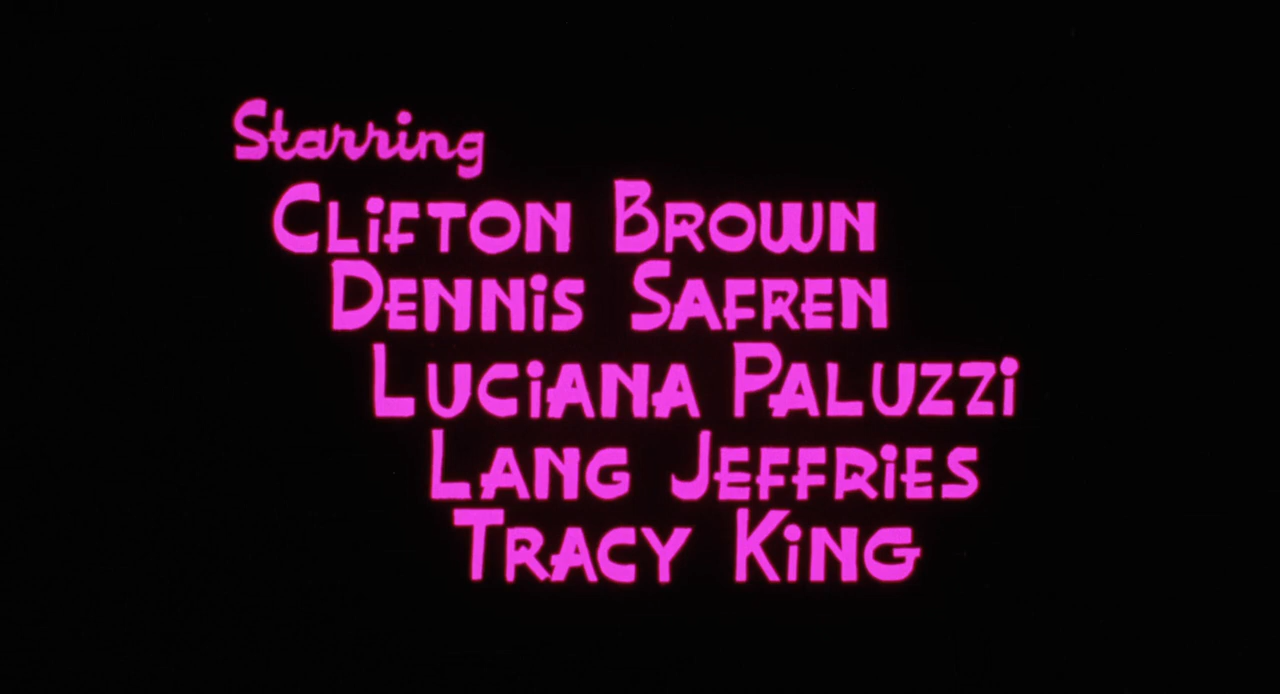 Starring
CLiFTON BROWN
DENNiS SAFREN
LUCiANA PALUZZi
LANG JEFFRiES
TRACY KiNG